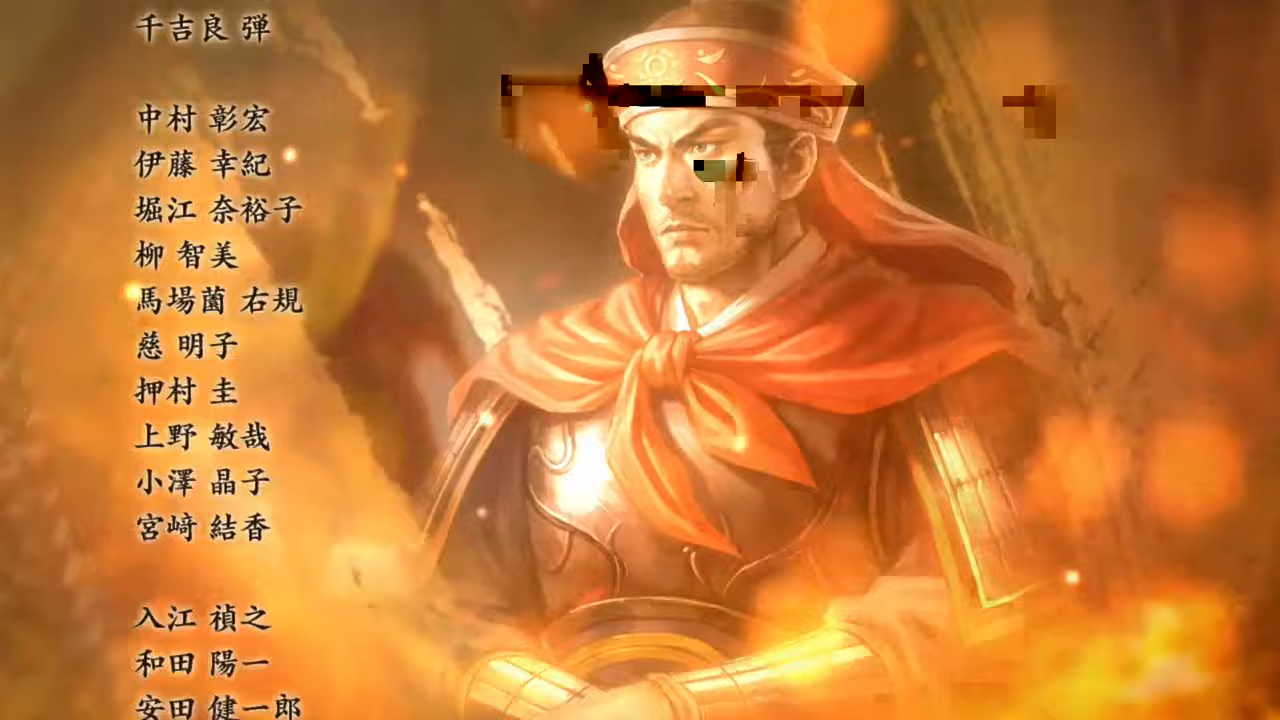 千吉良 弾
中村 彰宏
伊藤 幸紀
堀江 奈裕子
柳 智美
馬場薗 右規
慈 明子
押村 圭
上野 敏哉
小澤 晶子
宮﨑 結香
入江 禎之
和田 陽一
安田 健一郎